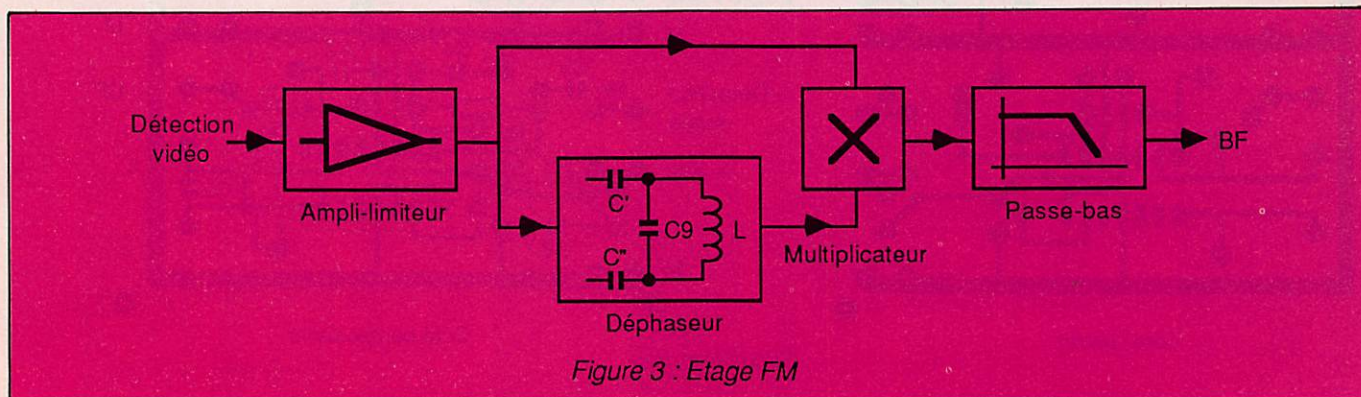 Détection
vidéo
Ampli-limiteur
C'
C9
L
C"
Déphaseur
Multiplicateur
Passe-bas
BF
Figure 3 : Etage FM